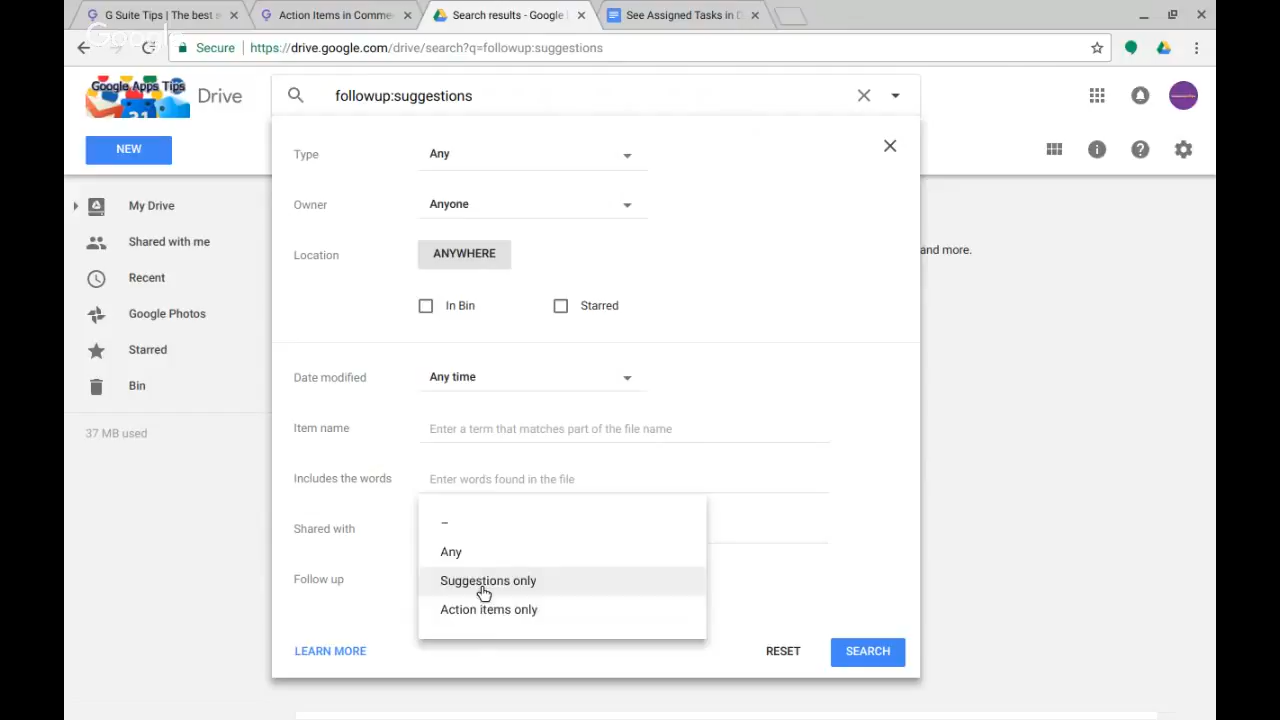 G Suite Tips | The best s
Action Items in Comme
Search results - Google
See Assigned Tasks in D
Google
Secure
https://drive.google.com/drive/search?q=followup:suggestions
Google Apps Tips
31
Drive
followup:suggestions
NEW
My Drive
Shared with me
Recent
Google Photos
Starred
Bin
37 MB used
Type
Any
Owner
Anyone
Location
ANYWHERE
In Bin
Starred
and more.
Date modified
Any time
Item name
Enter a term that matches part of the file name
Includes the words
Enter words found in the file
Shared with
Follow up
–
Any
Suggestions only
Action items only
LEARN MORE
RESET
SEARCH